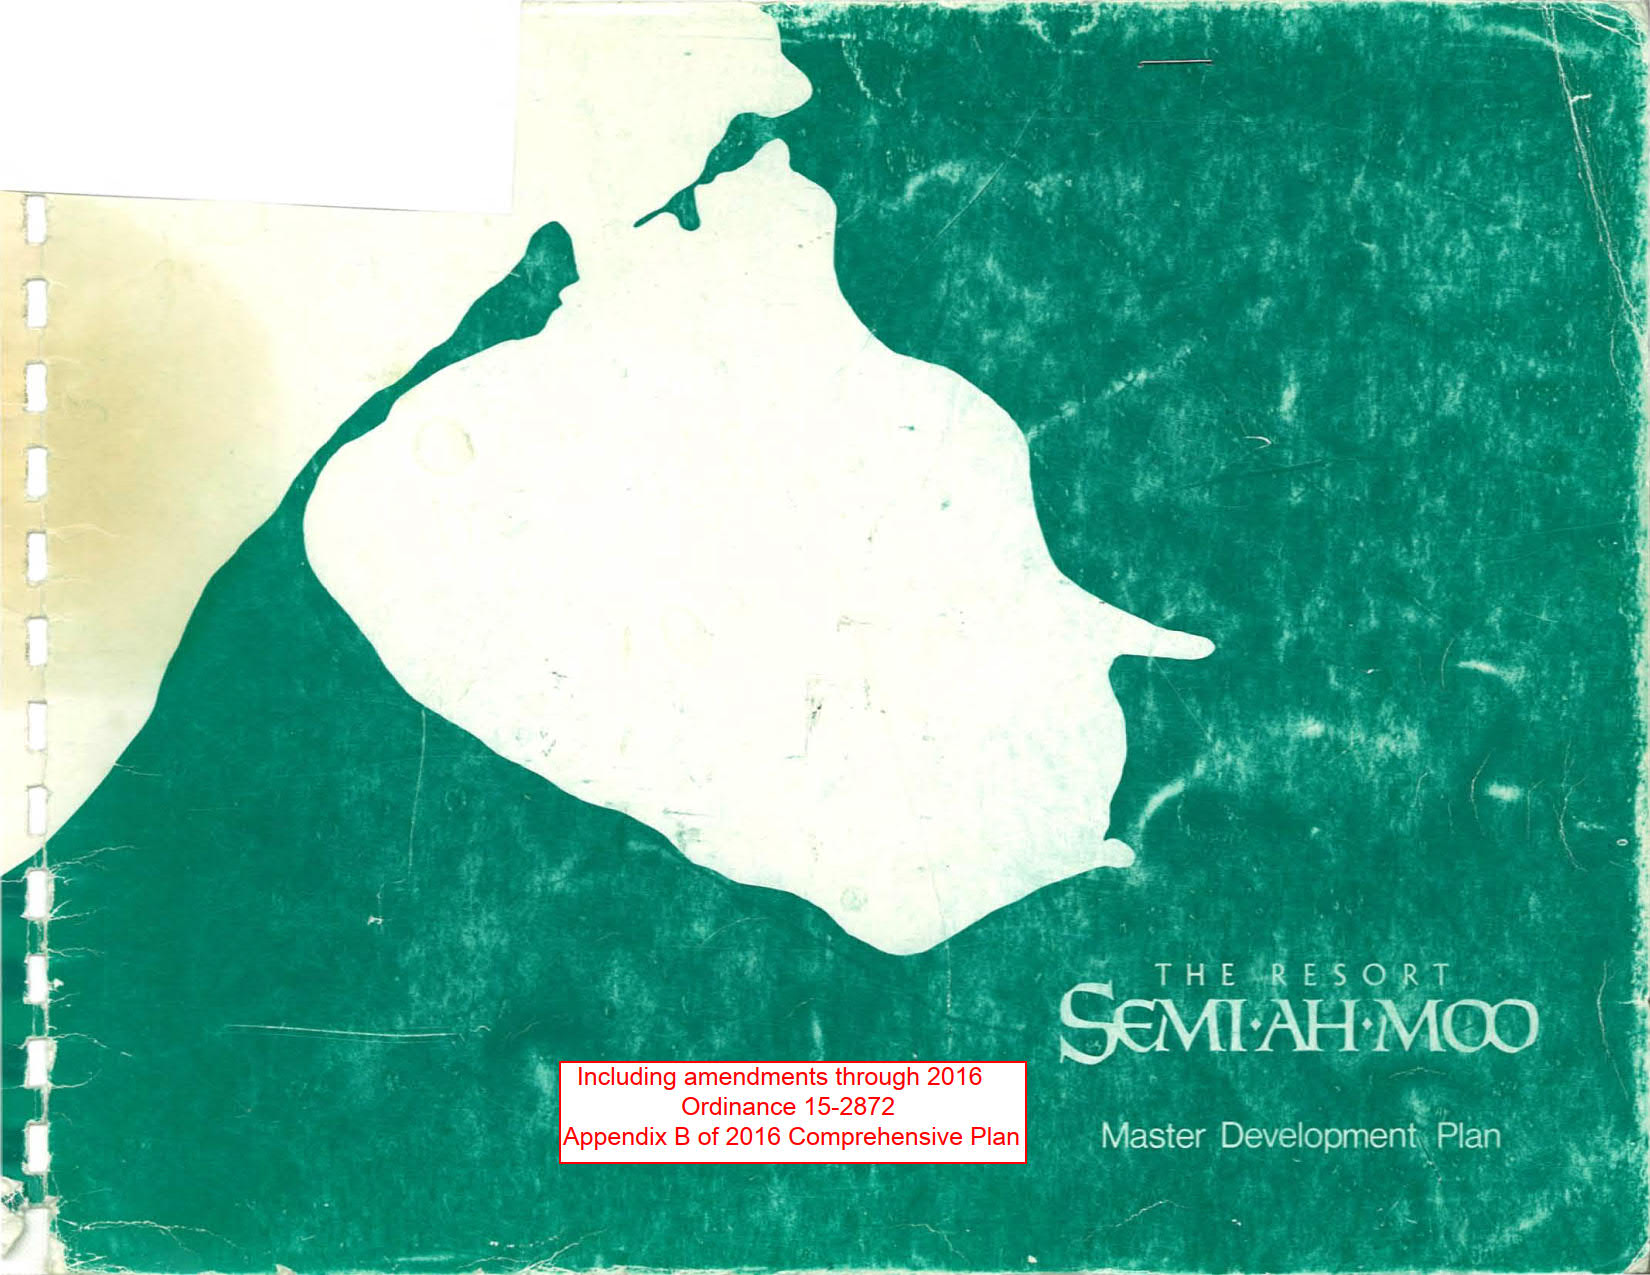 THE RESORT
SEMI·AH·MOO
Master Development Plan
Including amendments through 2016
Ordinance 15-2872
Appendix B of 2016 Comprehensive Plan